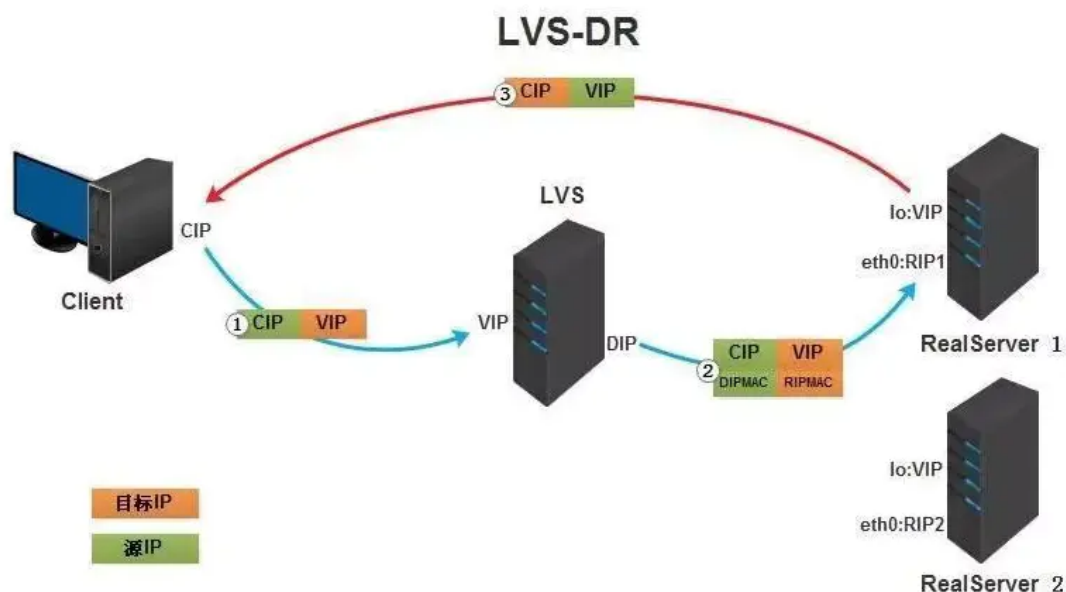 LVS-DR
3 CIP VIP
LVS
CIP
Client
1 CIP VIP
VIP
DIP
2 CIP VIP
DIPMAC RIPMAC
lo:VIP
eth0:RIP1
RealServer 1
lo:VIP
eth0:RIP2
RealServer 2
目标IP
源IP